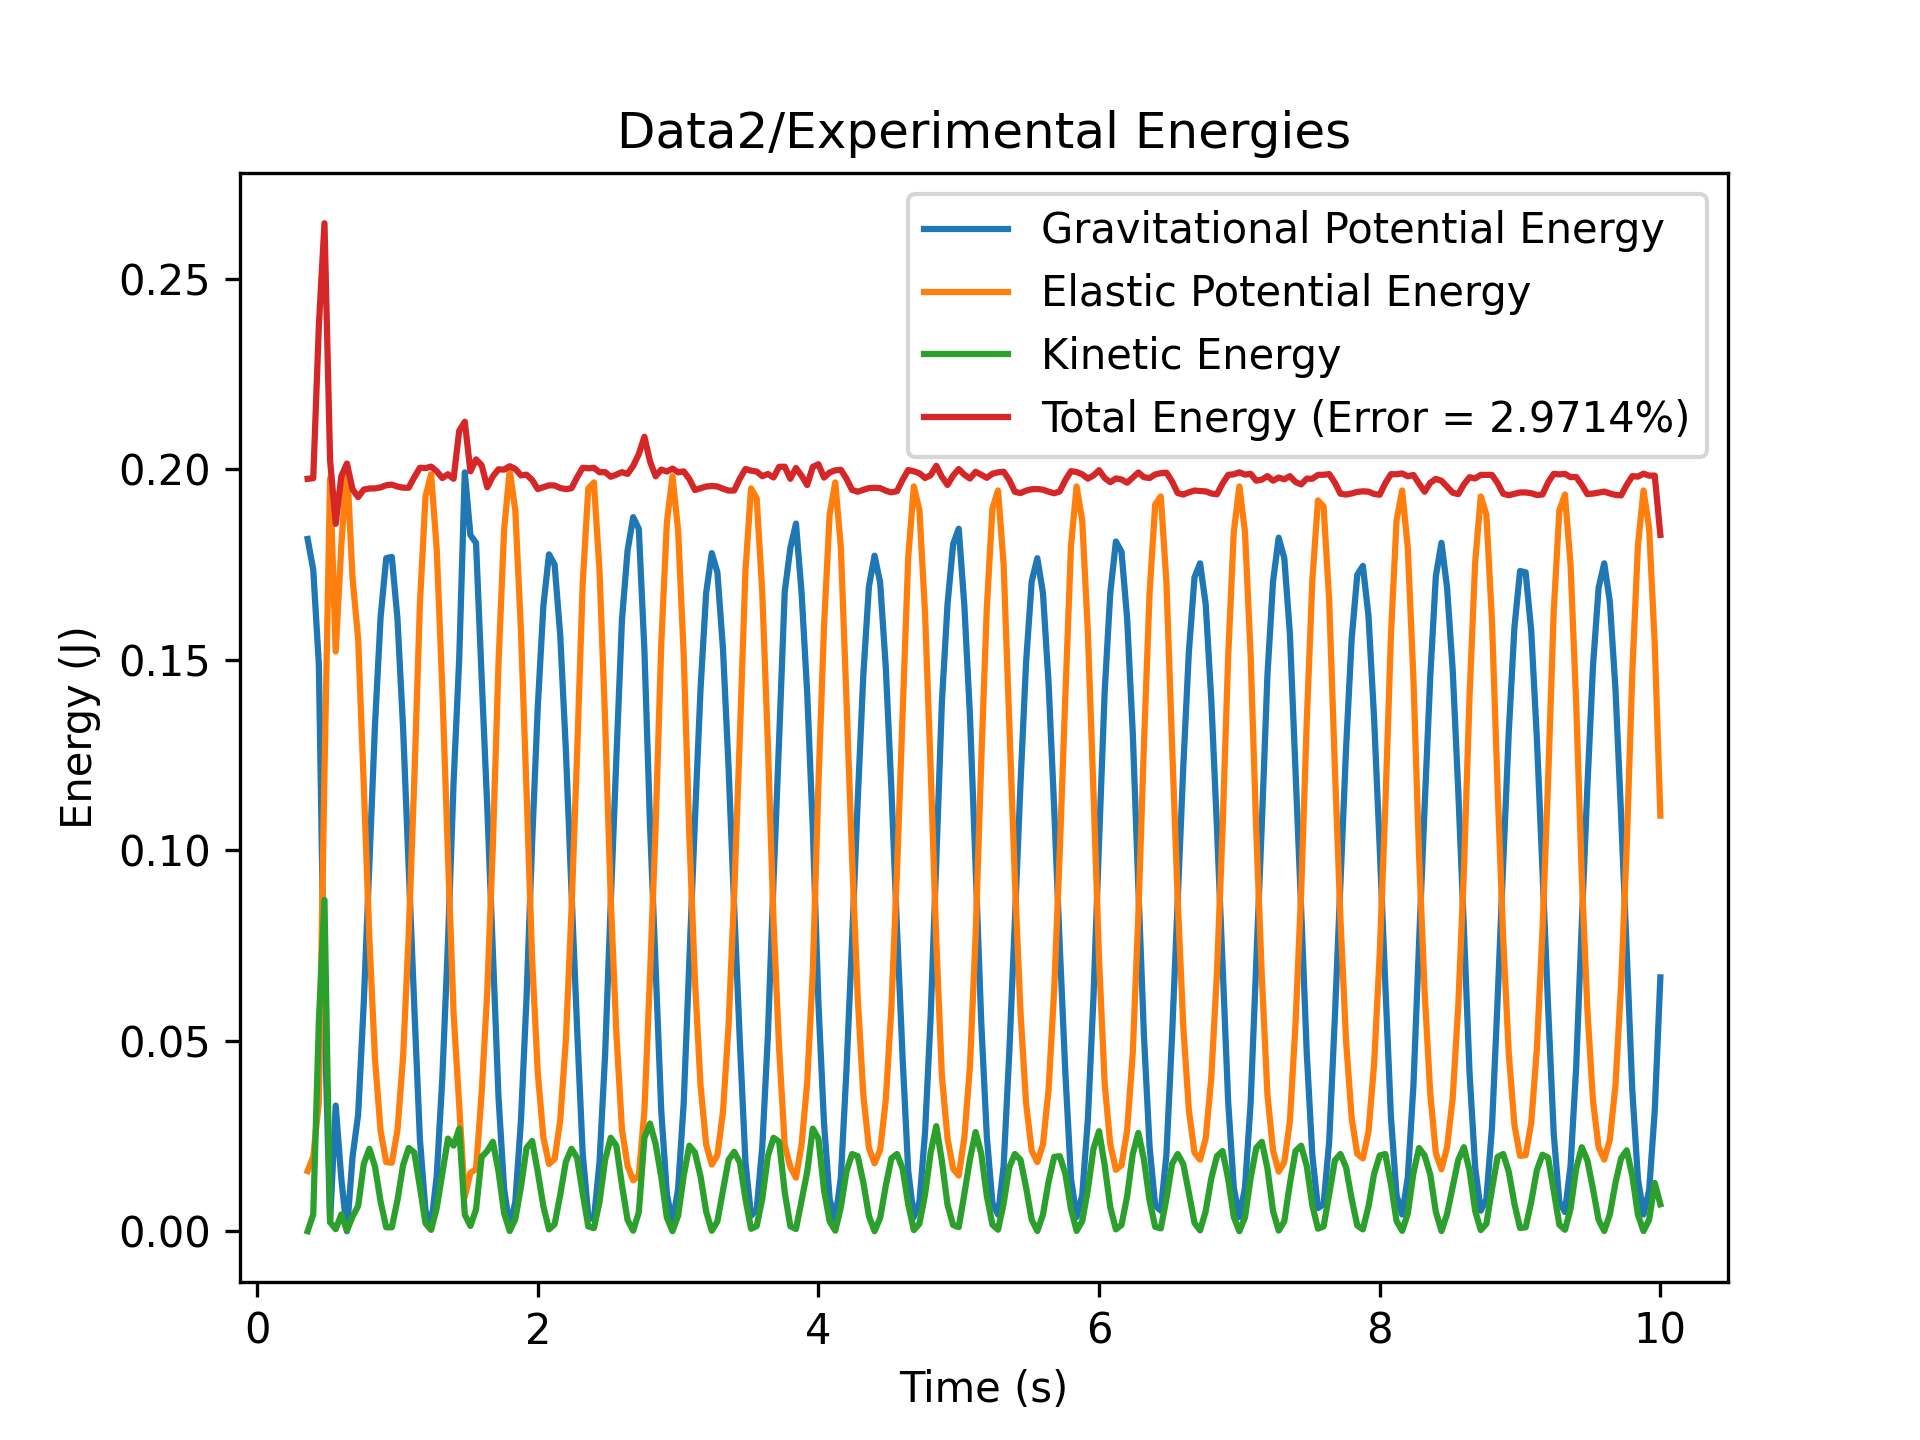 Data2/Experimental Energies
Gravitational Potential Energy
Elastic Potential Energy
Kinetic Energy
Total Energy (Error = 2.9714%)
0.25
0.20
0.15
0.10
0.05
0.00
Energy (J)
0 2 4 6 8 10
Time (s)